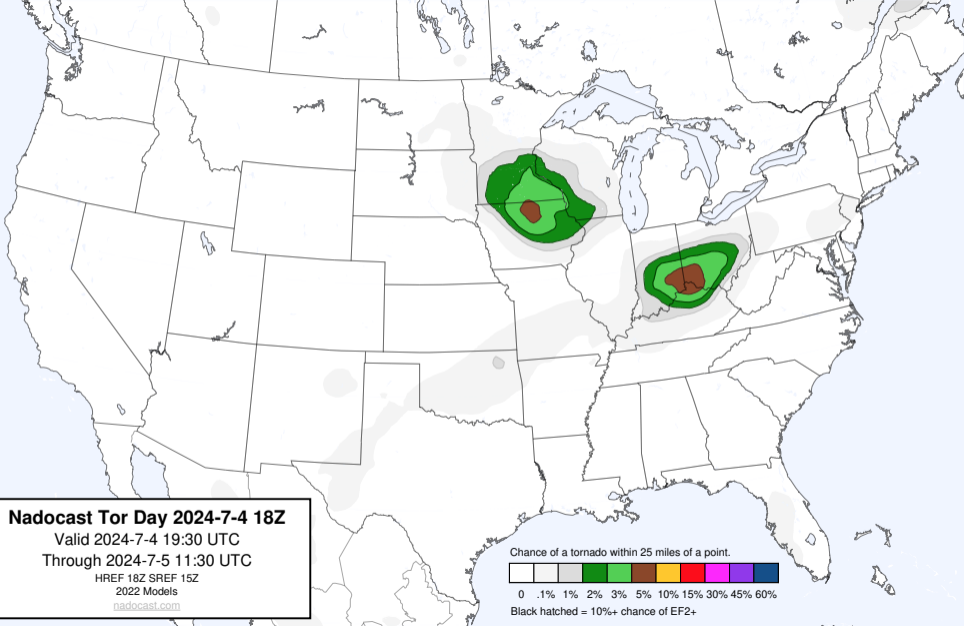 Nadocast Tor Day 2024-7-4 18Z
Valid 2024-7-4 19:30 UTC
Through 2024-7-5 11:30 UTC
HREF 18Z SREF 15Z
2022 Models
nadocast.com
Chance of a tornado within 25 miles of a point.
0 .1% 1% 2% 3% 5% 10% 15% 30% 45% 60%
Black hatched = 10%+ chance of EF2+